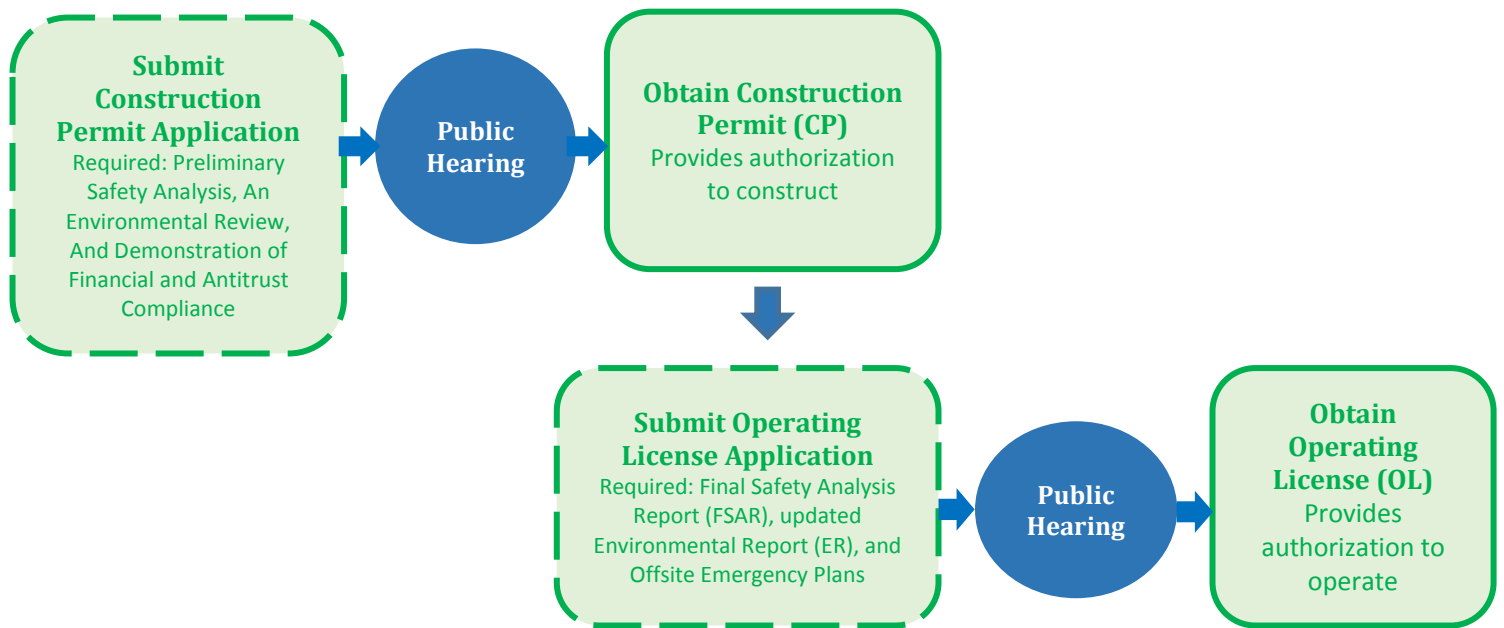 Submit
Construction
Permit Application
Required: Preliminary
Safety Analysis, An
Environmental Review,
And Demonstration of
Financial and Antitrust
Compliance
Public
Hearing
Obtain Construction
Permit (CP)
Provides authorization
to construct
Submit Operating
License Application
Required: Final Safety Analysis
Report (FSAR), updated
Environmental Report (ER), and
Offsite Emergency Plans
Public
Hearing
Obtain
Operating
License (OL)
Provides
authorization to
operate